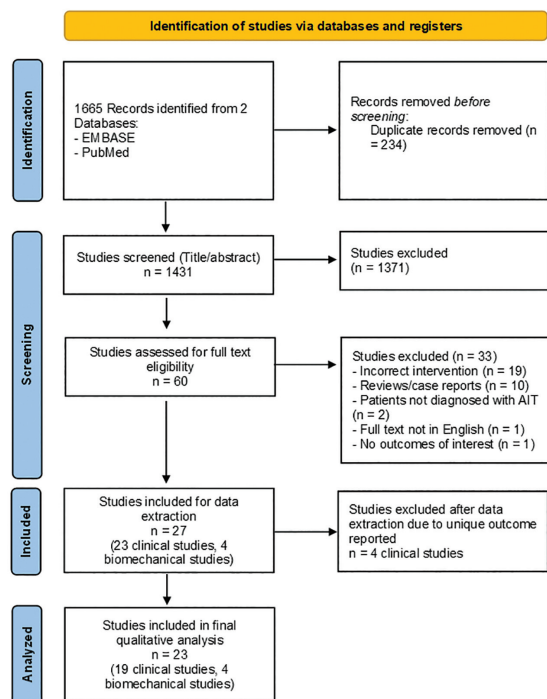 Identification of studies via databases and registers
Identification
1665 Records identified from 2
Databases:
- EMBASE
- PubMed
Records removed before
screening:
Duplicate records removed (n
= 234)
Screening
Studies screened (Title/abstract)
n = 1431
Studies excluded
(n = 1371)
Studies assessed for full text
eligibility
n = 60
Studies excluded (n = 33)
- Incorrect intervention (n = 19)
- Reviews/case reports (n = 10)
- Patients not diagnosed with AIT
(n = 2)
- Full text not in English (n = 1)
- No outcomes of interest (n = 1)
Included
Studies included for data
extraction
n = 27
(23 clinical studies, 4
biomechanical studies)
Studies excluded after data
extraction due to unique outcome
reported
n = 4 clinical studies
Analyzed
Studies included in final
qualitative analysis
n = 23
(19 clinical studies, 4
biomechanical studies)